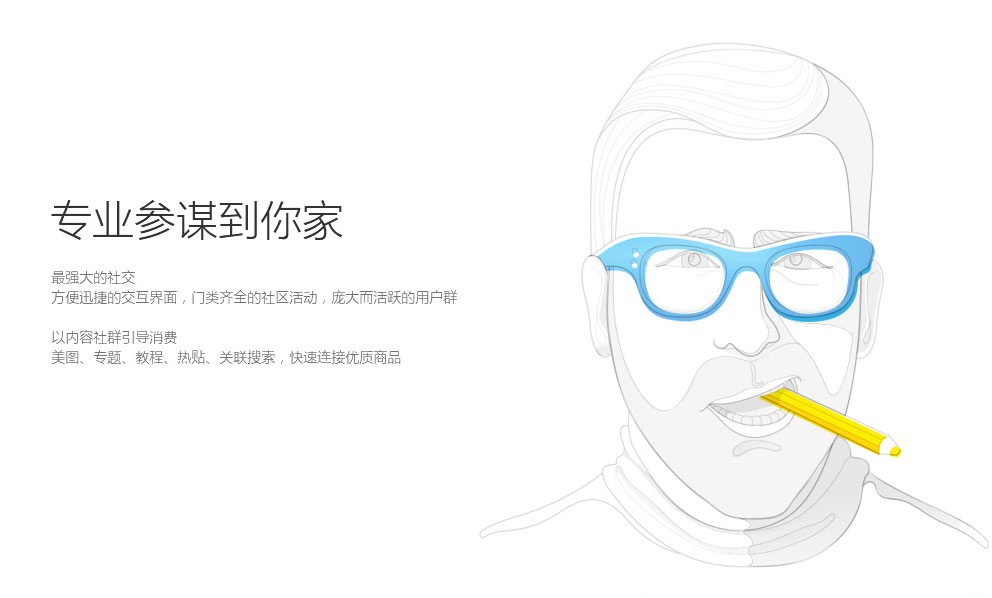 专业参谋到你家
最强大的社交
方便迅捷的交互界面，门类齐全的社区活动，庞大而活跃的用户群
以内容社群引导消费
美图、专题、教程、热贴、关联搜索，快速连接优质商品